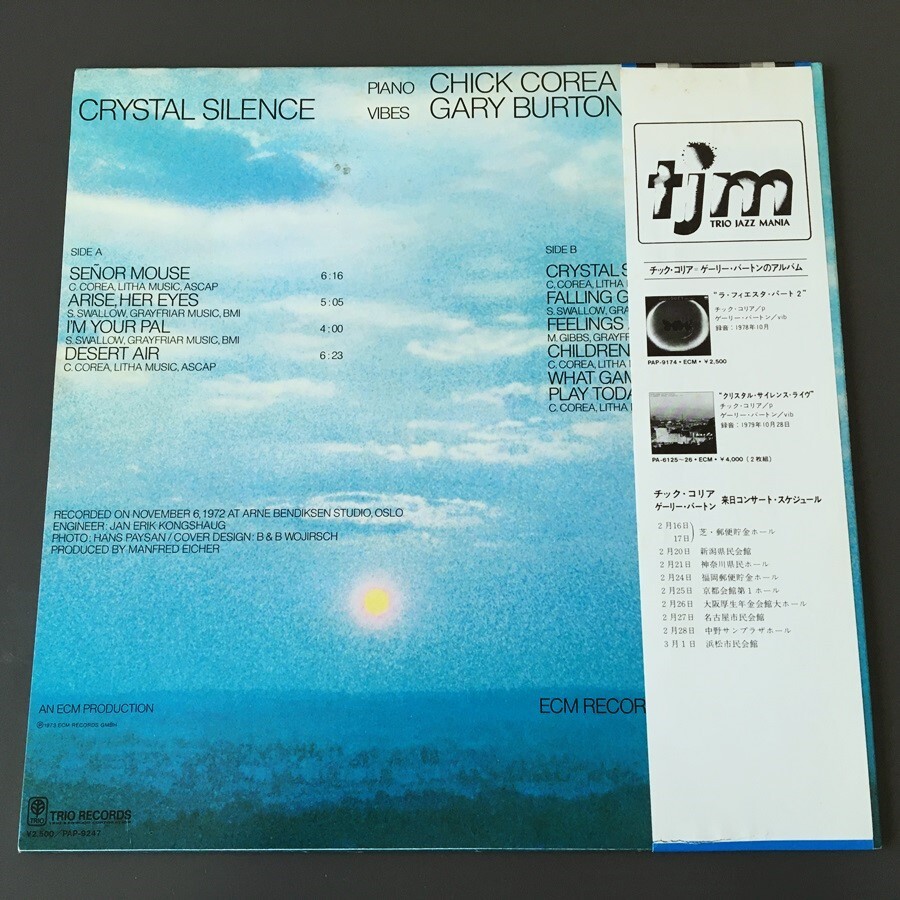 CRYSTAL SILENCE
PIANO CHICK COREA
VIBES GARY BURTON
SIDE A
SEÑOR MOUSE 6:16
C. COREA, LITHA MUSIC, ASCAP
ARISE, HER EYES 5:05
S. SWALLOW, GRAYFRIAR MUSIC, BMI
I'M YOUR PAL 4:00
S. SWALLOW, GRAYFRIAR MUSIC, BMI
DESERT AIR 6:23
C. COREA, LITHA MUSIC, ASCAP
SIDE B
CRYSTAL S
C. COREA, LITHA
FALLING G
S. SWALLOW,
FEELINGS
M. GIBBS, GRAYF
CHILDREN
C. COREA, LITHA
WHAT GAM
PLAY TODA
C. COREA, LITHA
RECORDED ON NOVEMBER 6, 1972 AT ARNE BENDIKSEN STUDIO, OSLO
ENGINEER: JAN ERIK KONGSHAUG
PHOTO: HANS PAYSAN / COVER DESIGN: B & B WOJIRSCH
PRODUCED BY MANFRED EICHER
AN ECM PRODUCTION
℗ 1973 ECM RECORDS GMBH
ECM RECOR
TRIO
TRIO RECORDS
¥2,500 / PAP-9247
tjm
TRIO JAZZ MANIA
チック・コリア=ゲーリー・バートンのアルバム
"ラ・フィエスタ・パート2"
チック・コリア/p
ゲーリー・バートン/vib
録音：1978年10月
PAP-9174・ECM・¥2,500
"クリスタル・サイレンス・ライヴ"
チック・コリア/p
ゲーリー・バートン/vib
録音：1979年10月28日
PA-6125~26・ECM・¥4,000(2枚組)
チック・コリア
ゲーリー・バートン 来日コンサート・スケジュール
2月16日
17日) 芝・郵便貯金ホール
2月20日 新潟県民会館
2月21日 神奈川県民ホール
2月24日 福岡郵便貯金ホール
2月25日 京都会館第1ホール
2月26日 大阪厚生年金会館大ホール
2月27日 名古屋市民会館
2月28日 中野サンプラザホール
3月1日 浜松市民会館